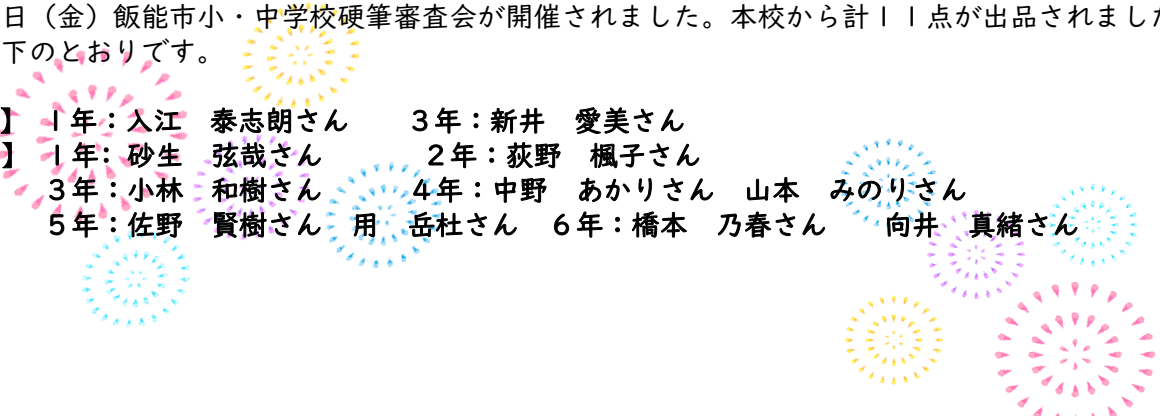 日（金）飯能市小・中学校硬筆審査会が開催されました。本校から計１１点が出品されました
下のとおりです。
】　１年：入江　泰志朗さん　　３年：新井　愛美さん
】　１年：砂生　弦哉さん　　　２年：荻野　楓子さん
３年：小林　和樹さん　　　４年：中野　あかりさん　山本　みのりさん
５年：佐野　賢樹さん　用　岳杜さん　６年：橋本　乃春さん　　向井　真緒さん